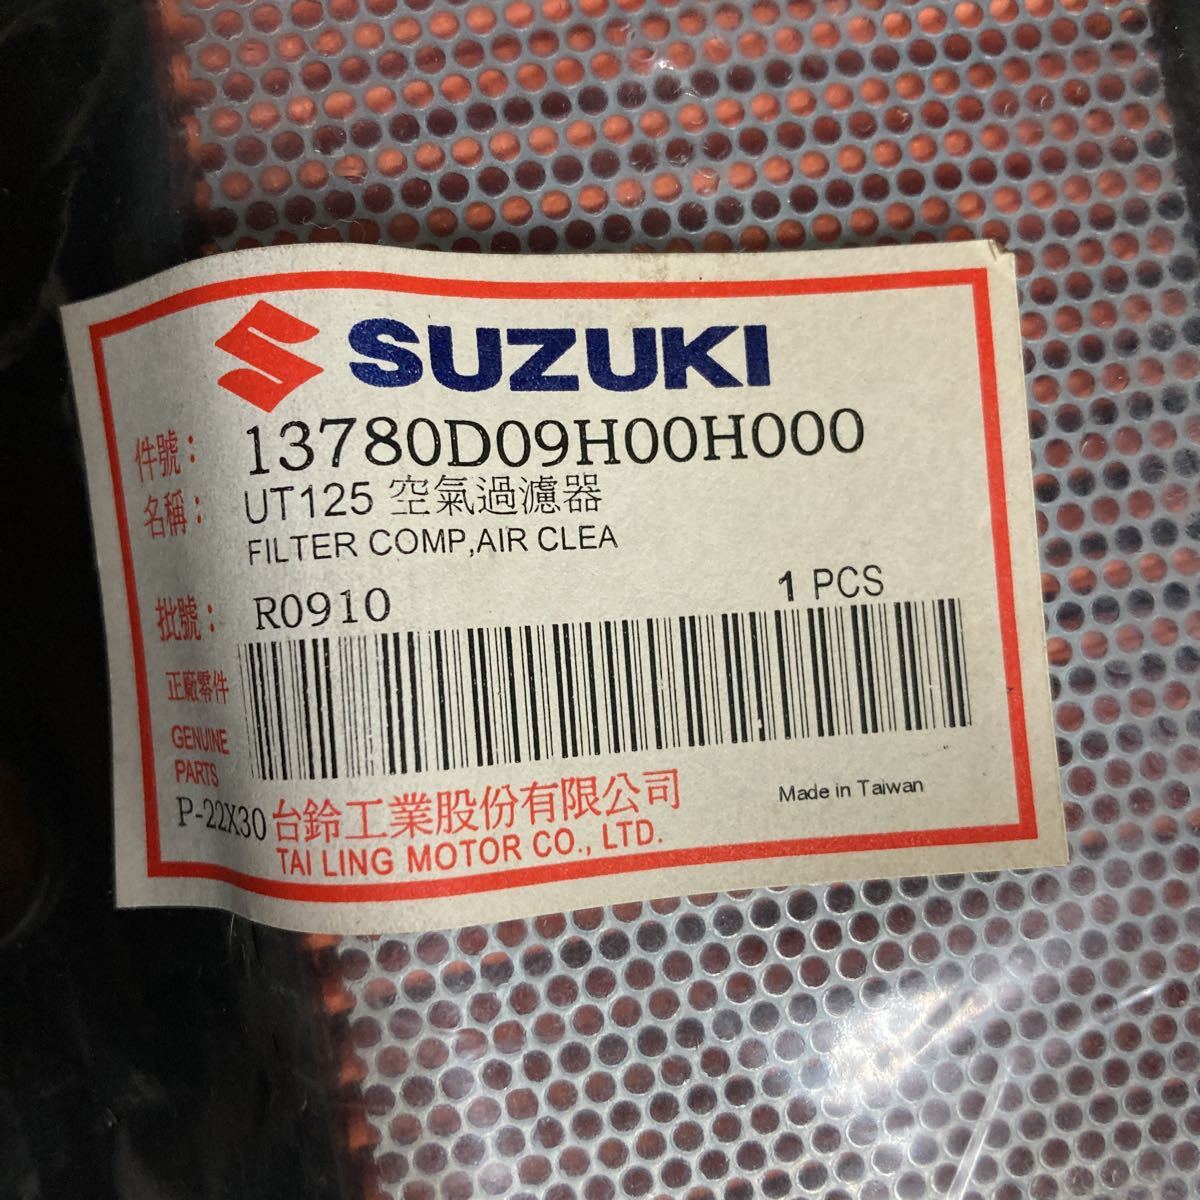 SUZUKI
件號: 13780D09H00H000
名稱: UT125 空氣過濾器
FILTER COMP,AIR CLEA
批號: R0910 1 PCS
正廠零件
GENUINE
PARTS
Made in Taiwan
P-22X30 台鈴工業股份有限公司
TAI LING MOTOR CO., LTD.